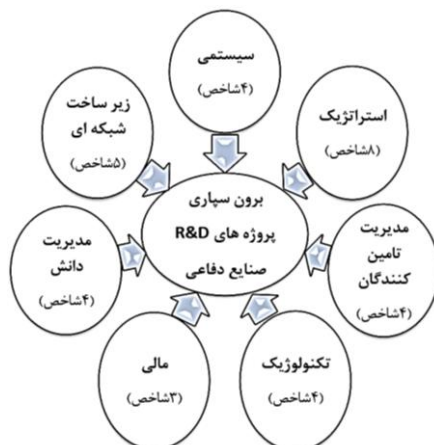 سیستمی
(۴شاخص)
استراتژیک
(۸شاخص)
زیر ساخت
شبکه ای
(۵شاخص)
برون سپاری
پروژه های R&D
صنایع دفاعی
مدیریت
تامین
کنندگان
(۴شاخص)
مدیریت
دانش
(۴شاخص)
تکنولوژیک
(۴شاخص)
مالی
(۳شاخص)